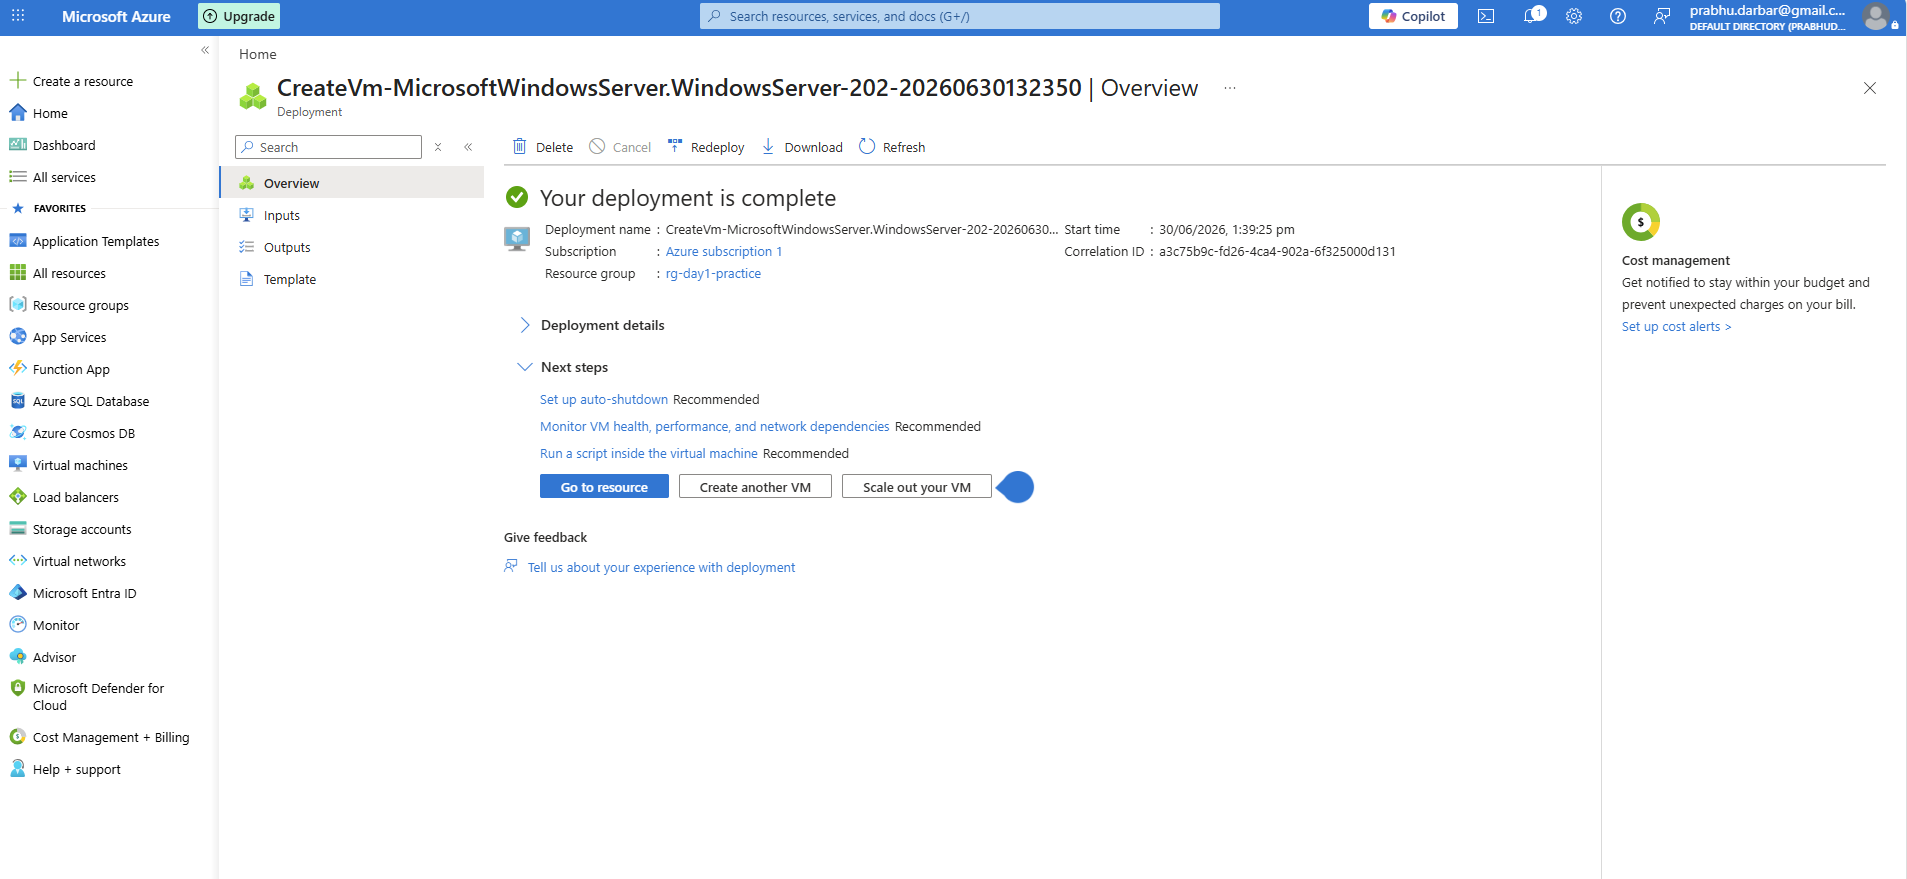 Microsoft Azure
Upgrade
Search resources, services, and docs (G+/)
Copilot
1
prabhu.darbar@gmail.c...
DEFAULT DIRECTORY (PRABHUD...
Create a resource
Home
Dashboard
All services
FAVORITES
Application Templates
All resources
Resource groups
App Services
Function App
Azure SQL Database
Azure Cosmos DB
Virtual machines
Load balancers
Storage accounts
Virtual networks
Microsoft Entra ID
Monitor
Advisor
Microsoft Defender for
Cloud
Cost Management + Billing
Help + support
Home
CreateVm-MicrosoftWindowsServer.WindowsServer-202-20260630132350 | Overview ...
Deployment
Search
Overview
Inputs
Outputs
Template
Delete
Cancel
Redeploy
Download
Refresh
Your deployment is complete
Deployment name : CreateVm-MicrosoftWindowsServer.WindowsServer-202-20260630...
Subscription : Azure subscription 1
Resource group : rg-day1-practice
Start time : 30/06/2026, 1:39:25 pm
Correlation ID : a3c75b9c-fd26-4ca4-902a-6f325000d131
Deployment details
Next steps
Set up auto-shutdown Recommended
Monitor VM health, performance, and network dependencies Recommended
Run a script inside the virtual machine Recommended
Go to resource
Create another VM
Scale out your VM
Give feedback
Tell us about your experience with deployment
Cost management
Get notified to stay within your budget and
prevent unexpected charges on your bill.
Set up cost alerts >